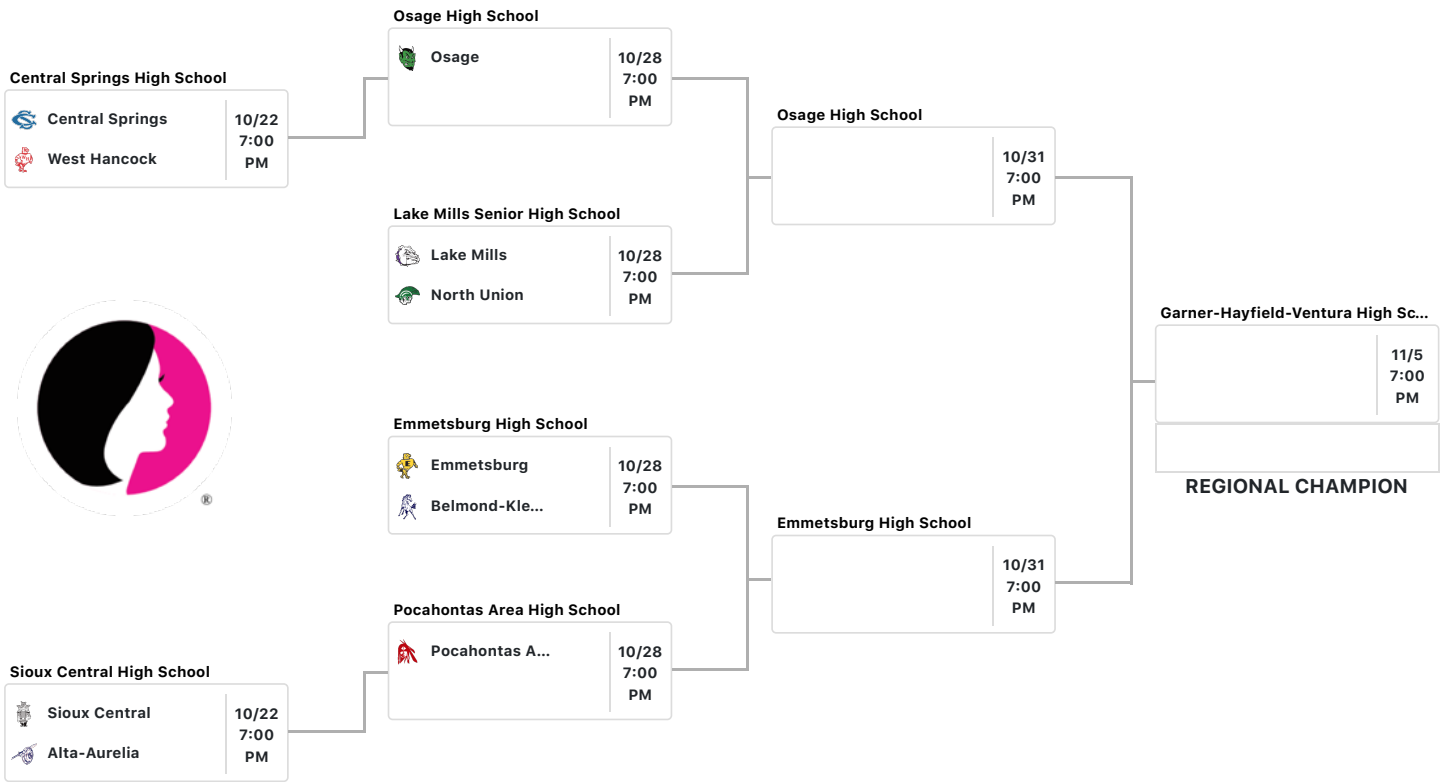 Central Springs High School
Central Springs
West Hancock
10/22
7:00
PM
Sioux Central High School
Sioux Central
Alta-Aurelia
10/22
7:00
PM
®
Osage High School
Osage
10/28
7:00
PM
Lake Mills Senior High School
Lake Mills
North Union
10/28
7:00
PM
Emmetsburg High School
Emmetsburg
Belmond-Kle...
10/28
7:00
PM
Pocahontas Area High School
Pocahontas A...
10/28
7:00
PM
Osage High School
10/31
7:00
PM
Emmetsburg High School
10/31
7:00
PM
Garner-Hayfield-Ventura High Sc...
11/5
7:00
PM
REGIONAL CHAMPION